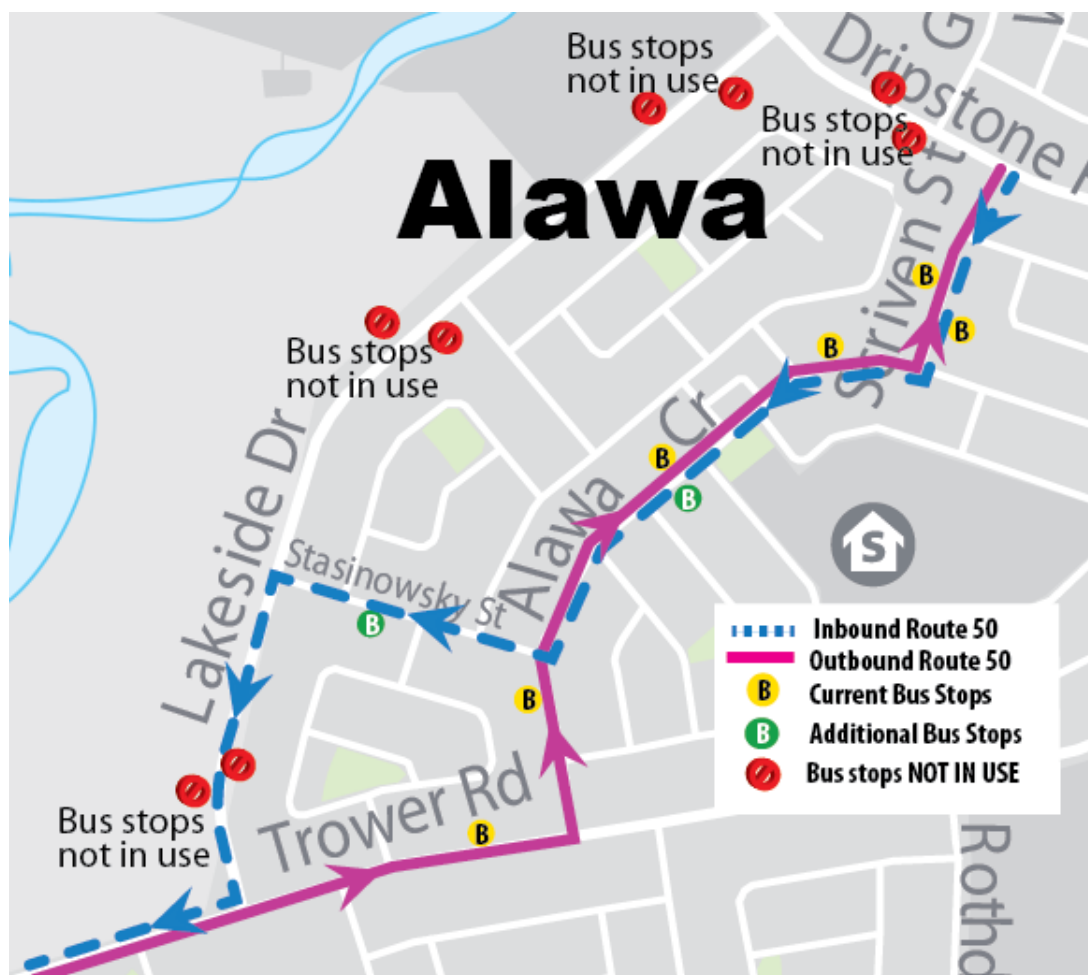 Bus stops
not in use
Dripstone
Bus stops
not in use
Alawa
Scriven St
Bus stops
not in use
Lakeside Dr
Alawa Cr
Stasinowsky St
S
Inbound Route 50
Outbound Route 50
B Current Bus Stops
B Additional Bus Stops
Bus stops NOT IN USE
B
B
B
B
B
B
B
B
Bus stops
not in use
Trower Rd
Rotho